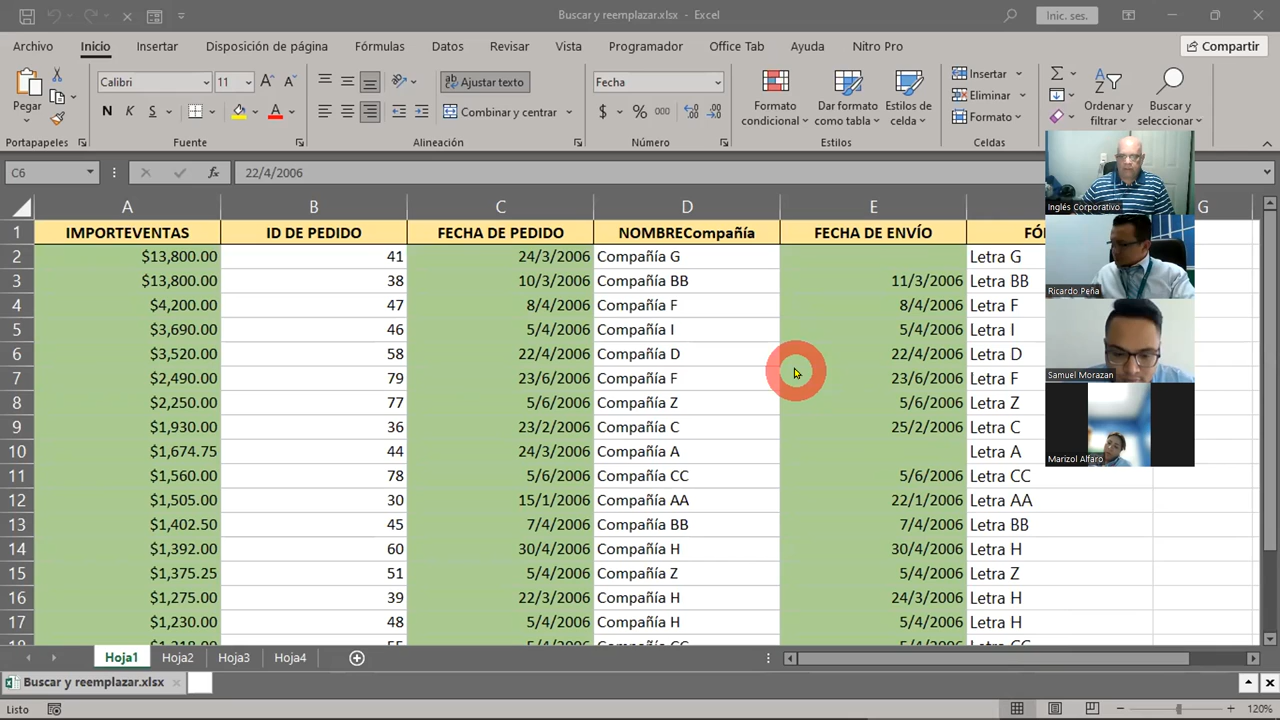 Buscar y reemplazar.xlsx - Excel
Inic. ses.
Archivo Inicio Insertar Disposición de página Fórmulas Datos Revisar Vista Programador Office Tab Ayuda Nitro Pro Compartir
Pegar
Calibri 11
N K S
Ajustar texto
Combinar y centrar
Fecha
$ % 000
Formato condicional
Dar formato como tabla
Estilos de celda
Insertar
Eliminar
Formato
Ordenar y filtrar
Buscar y seleccionar
Portapapeles Fuente Alineación Número Estilos Celdas
C6 fx 22/4/2006
A B C D E G
1 IMPORTEVENTAS ID DE PEDIDO FECHA DE PEDIDO NOMBRECompañía FECHA DE ENVÍO
2 $13,800.00 41 24/3/2006 Compañía G Letra G
3 $13,800.00 38 10/3/2006 Compañía BB 11/3/2006 Letra BB
4 $4,200.00 47 8/4/2006 Compañía F 8/4/2006 Letra F
5 $3,690.00 46 5/4/2006 Compañía I 5/4/2006 Letra I
6 $3,520.00 58 22/4/2006 Compañía D 22/4/2006 Letra D
7 $2,490.00 79 23/6/2006 Compañía F 23/6/2006 Letra F
8 $2,250.00 77 5/6/2006 Compañía Z 5/6/2006 Letra Z
9 $1,930.00 36 23/2/2006 Compañía C 25/2/2006 Letra C
10 $1,674.75 44 24/3/2006 Compañía A Letra A
11 $1,560.00 78 5/6/2006 Compañía CC 5/6/2006 Letra CC
12 $1,505.00 30 15/1/2006 Compañía AA 22/1/2006 Letra AA
13 $1,402.50 45 7/4/2006 Compañía BB 7/4/2006 Letra BB
14 $1,392.00 60 30/4/2006 Compañía H 30/4/2006 Letra H
15 $1,375.25 51 5/4/2006 Compañía Z 5/4/2006 Letra Z
16 $1,275.00 39 22/3/2006 Compañía H 24/3/2006 Letra H
17 $1,230.00 48 5/4/2006 Compañía H 5/4/2006 Letra H
Inglés Corporativo
Ricardo Peña
Samuel Morazan
Marizol Alfaro
Hoja1 Hoja2 Hoja3 Hoja4
Buscar y reemplazar.xlsx
Listo
120%